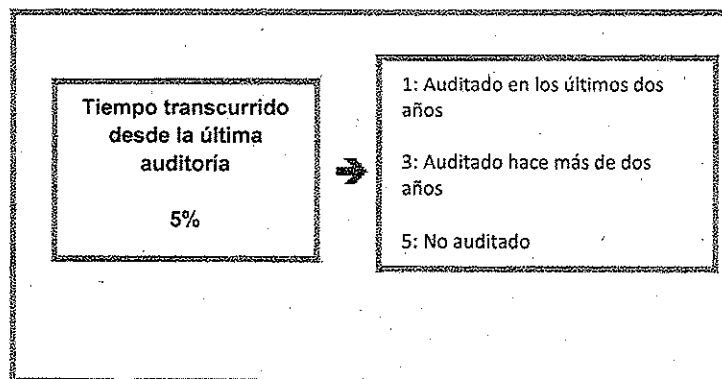 Tiempo transcurrido
desde la última
auditoría
5%
1: Auditado en los últimos dos
años
3: Auditado hace más de dos
años
5: No auditado